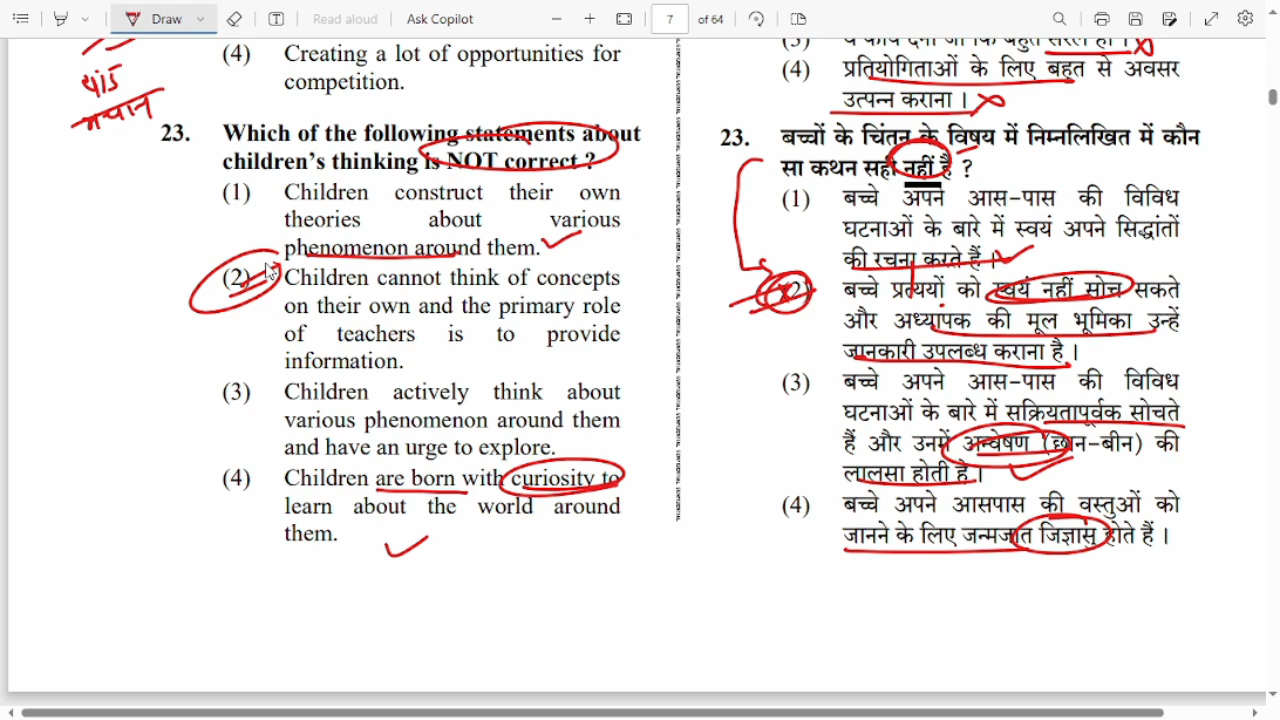 Draw
Read aloud
Ask Copilot
7
of 64
(4) Creating a lot of opportunities for
competition.
23. Which of the following statements about
children's thinking is NOT correct ?
(1) Children construct their own
theories about various
phenomenon around them.
(2) Children cannot think of concepts
on their own and the primary role
of teachers is to provide
information.
(3) Children actively think about
various phenomenon around them
and have an urge to explore.
(4) Children are born with curiosity to
learn about the world around
them.
(4) प्रतियोगिताओं के लिए बहुत से अवसर
उत्पन्न कराना ।
23. बच्चों के चिंतन के विषय में निम्नलिखित में कौन
सा कथन सही नहीं है ?
(1) बच्चे अपने आस-पास की विविध
घटनाओं के बारे में स्वयं अपने सिद्धांतों
की रचना करते हैं ।
(2) बच्चे प्रत्ययों को स्वयं नहीं सोच सकते
और अध्यापक की मूल भूमिका उन्हें
जानकारी उपलब्ध कराना है ।
(3) बच्चे अपने आस-पास की विविध
घटनाओं के बारे में सक्रियतापूर्वक सोचते
हैं और उनमें अन्वेषण (छान-बीन) की
लालसा होती है ।
(4) बच्चे अपने आसपास की वस्तुओं को
जानने के लिए जन्मजात जिज्ञासु होते हैं ।